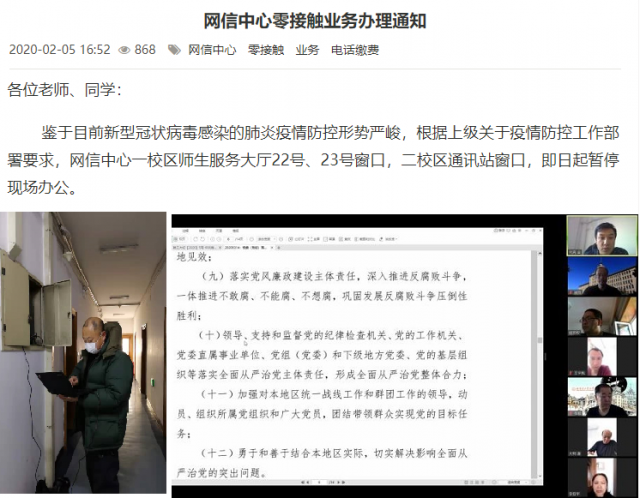 网信中心零接触业务办理通知
2020-02-05 16:52 868 网信中心 零接触 业务 电话缴费
各位老师、同学：
鉴于目前新型冠状病毒感染的肺炎疫情防控形势严峻，根据上级关于疫情防控工作部
署要求，网信中心一校区师生服务大厅22号、23号窗口，二校区通讯站窗口，即日起暂停
现场办公。
地见效；
（九）落实党风廉政建设主体责任，深入推进反腐败斗争，
一体推进不敢腐、不能腐、不想腐，巩固发展反腐败斗争压倒性
胜利；
（十）领导、支持和监督党的纪律检查机关、党的工作机关、
党委直属事业单位、党组（党委）和下级地方党委、党的基层组
织等落实全面从严治党主体责任，形成全面从严治党整体合力；
（十一）加强对本地区统一战线工作和群团工作的领导，动
员、组织所属党组织和广大党员，团结带领群众实现党的目标任
务；
（十二）勇于和善于结合本地区实际，切实解决影响全面从
严治党的突出问题。